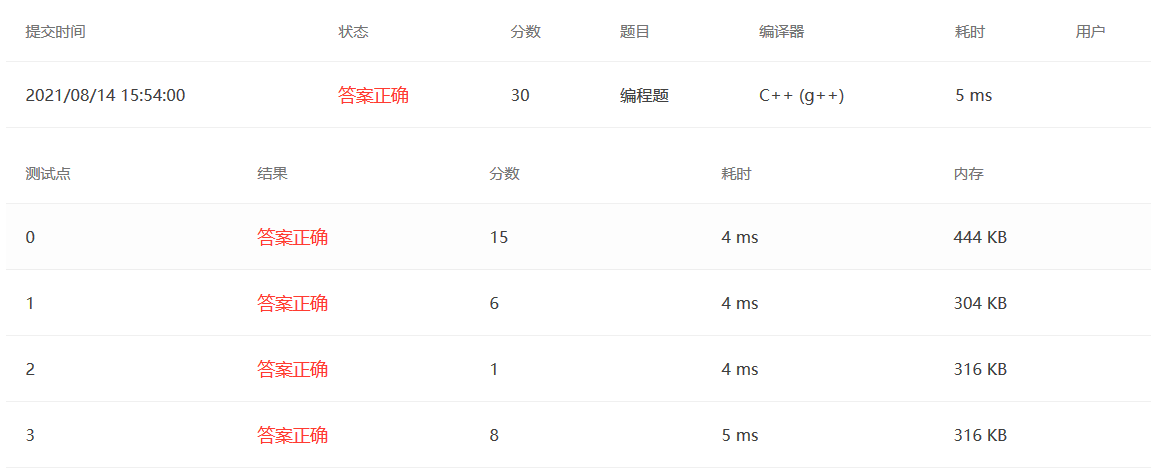 提交时间 状态 分数 题目 编译器 耗时 用户
2021/08/14 15:54:00 答案正确 30 编程题 C++ (g++) 5 ms
测试点 结果 分数 耗时 内存
0 答案正确 15 4 ms 444 KB
1 答案正确 6 4 ms 304 KB
2 答案正确 1 4 ms 316 KB
3 答案正确 8 5 ms 316 KB